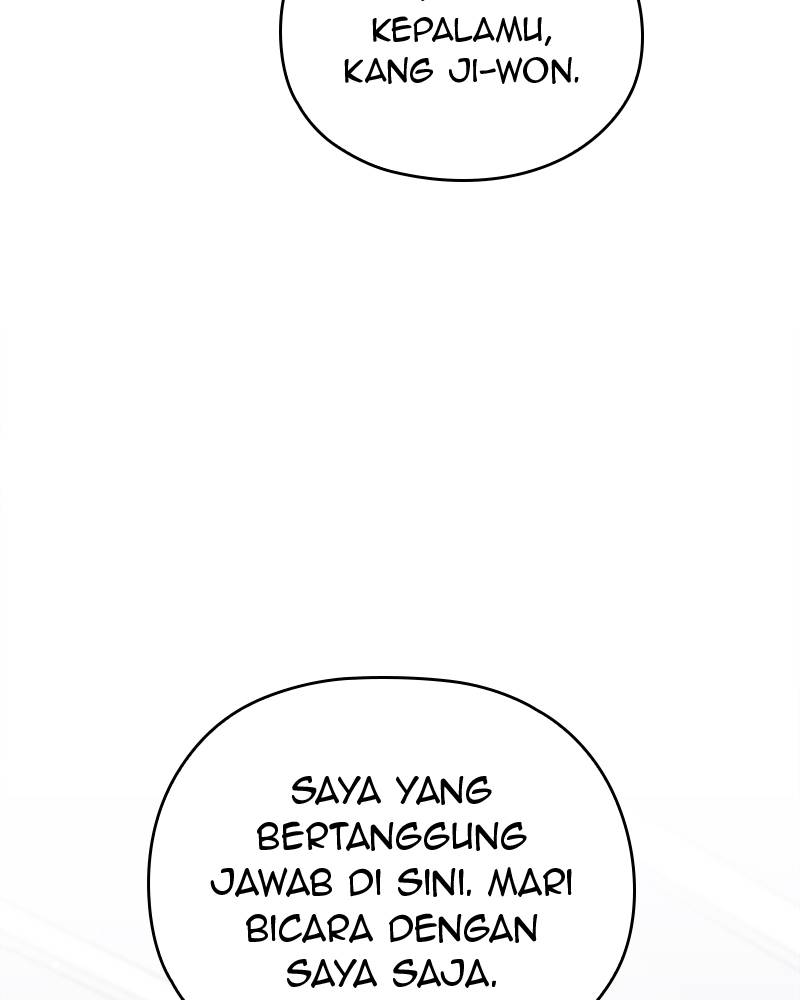 KEPALAMU,
KANG JI-WON.
SAYA YANG
BERTANGGUNG
JAWAB DI SINI. MARI
BICARA DENGAN
SAYA SAJA.